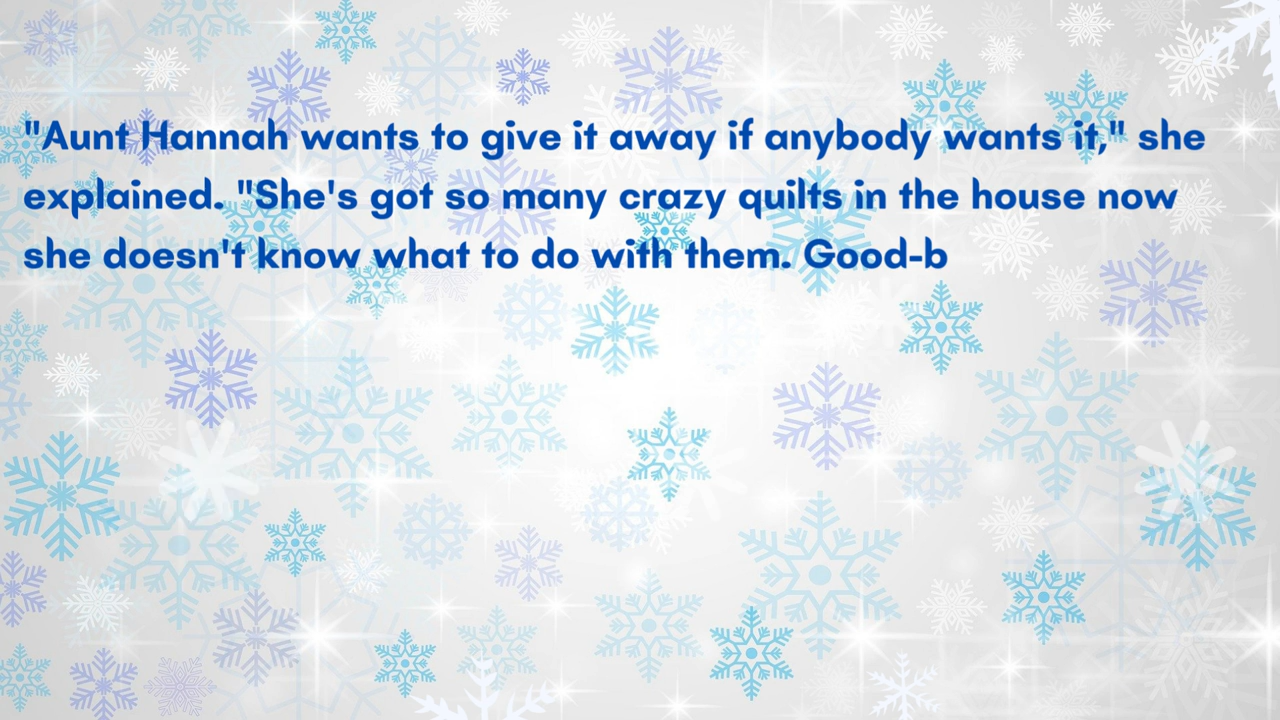 "Aunt Hannah wants to give it away if anybody wants it," she
explained. "She's got so many crazy quilts in the house now
she doesn't know what to do with them. Good-b